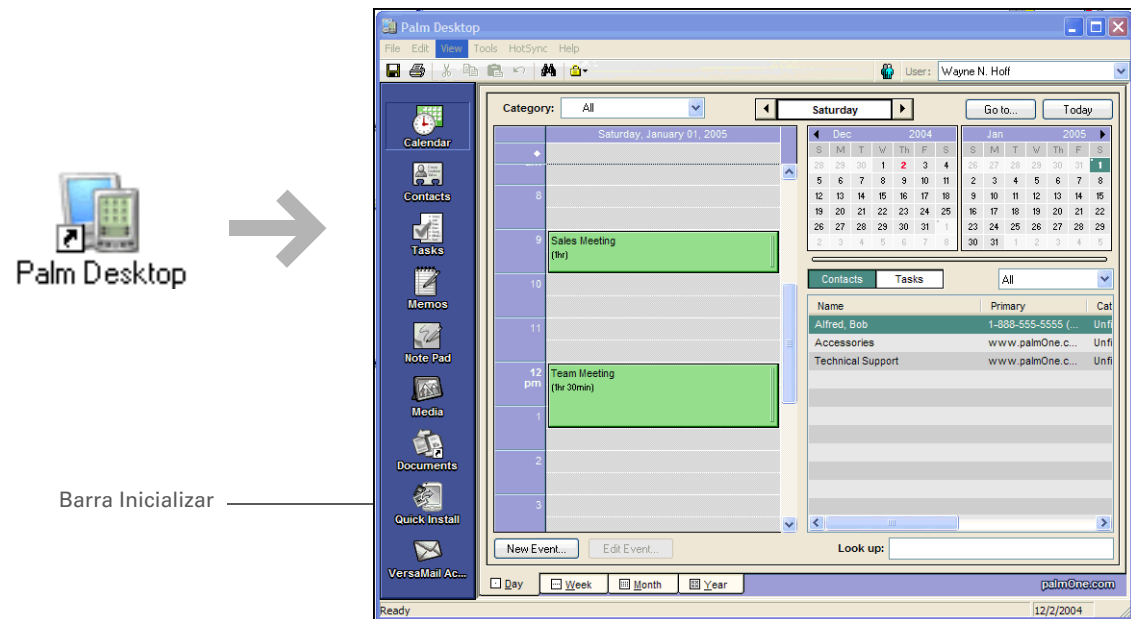 Palm Desktop
Barra Inicializar
Palm Desktop
File Edit View Tools HotSync Help
User: Wayne N. Hoff
Calendar
Contacts
Tasks
Memos
Note Pad
Media
Documents
Quick Install
VersaMail Ac...
Category: All
Saturday
Go to... Today
Saturday, January 01, 2005
8
9 Sales Meeting
(1hr)
10
11
12 pm Team Meeting
(1hr 30min)
1
2
3
Dec 2004
S M T W Th F S
28 29 30 1 2 3 4
5 6 7 8 9 10 11
12 13 14 15 16 17 18
19 20 21 22 23 24 25
26 27 28 29 30 31 1
2 3 4 5 6 7 8
Jan 2005
S M T W Th F S
26 27 28 29 30 31 1
2 3 4 5 6 7 8
9 10 11 12 13 14 15
16 17 18 19 20 21 22
23 24 25 26 27 28 29
30 31 1 2 3 4 5
Contacts Tasks All
Name Primary Cat
Alfred, Bob 1-888-555-5555 (... Unfi
Accessories www.palmOne.c... Unfi
Technical Support www.palmOne.c... Unfi
New Event... Edit Event... Look up:
Day Week Month Year palmOne.com
Ready 12/2/2004